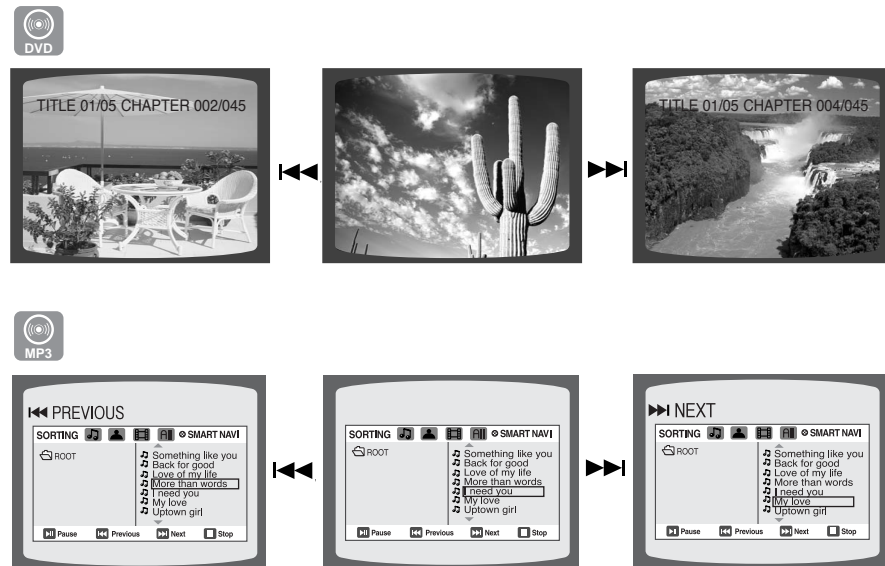 DVD
TITLE 01/05 CHAPTER 002/045
TITLE 01/05 CHAPTER 004/045
MP3
PREVIOUS
SORTING All SMART NAVI
ROOT
Something like you
Back for good
Love of my life
More than words
I need you
My love
Uptown girl
Pause Previous Next Stop
SORTING All SMART NAVI
ROOT
Something like you
Back for good
Love of my life
More than words
I need you
My love
Uptown girl
Pause Previous Next Stop
NEXT
SORTING All SMART NAVI
ROOT
Something like you
Back for good
Love of my life
More than words
I need you
My love
Uptown girl
Pause Previous Next Stop